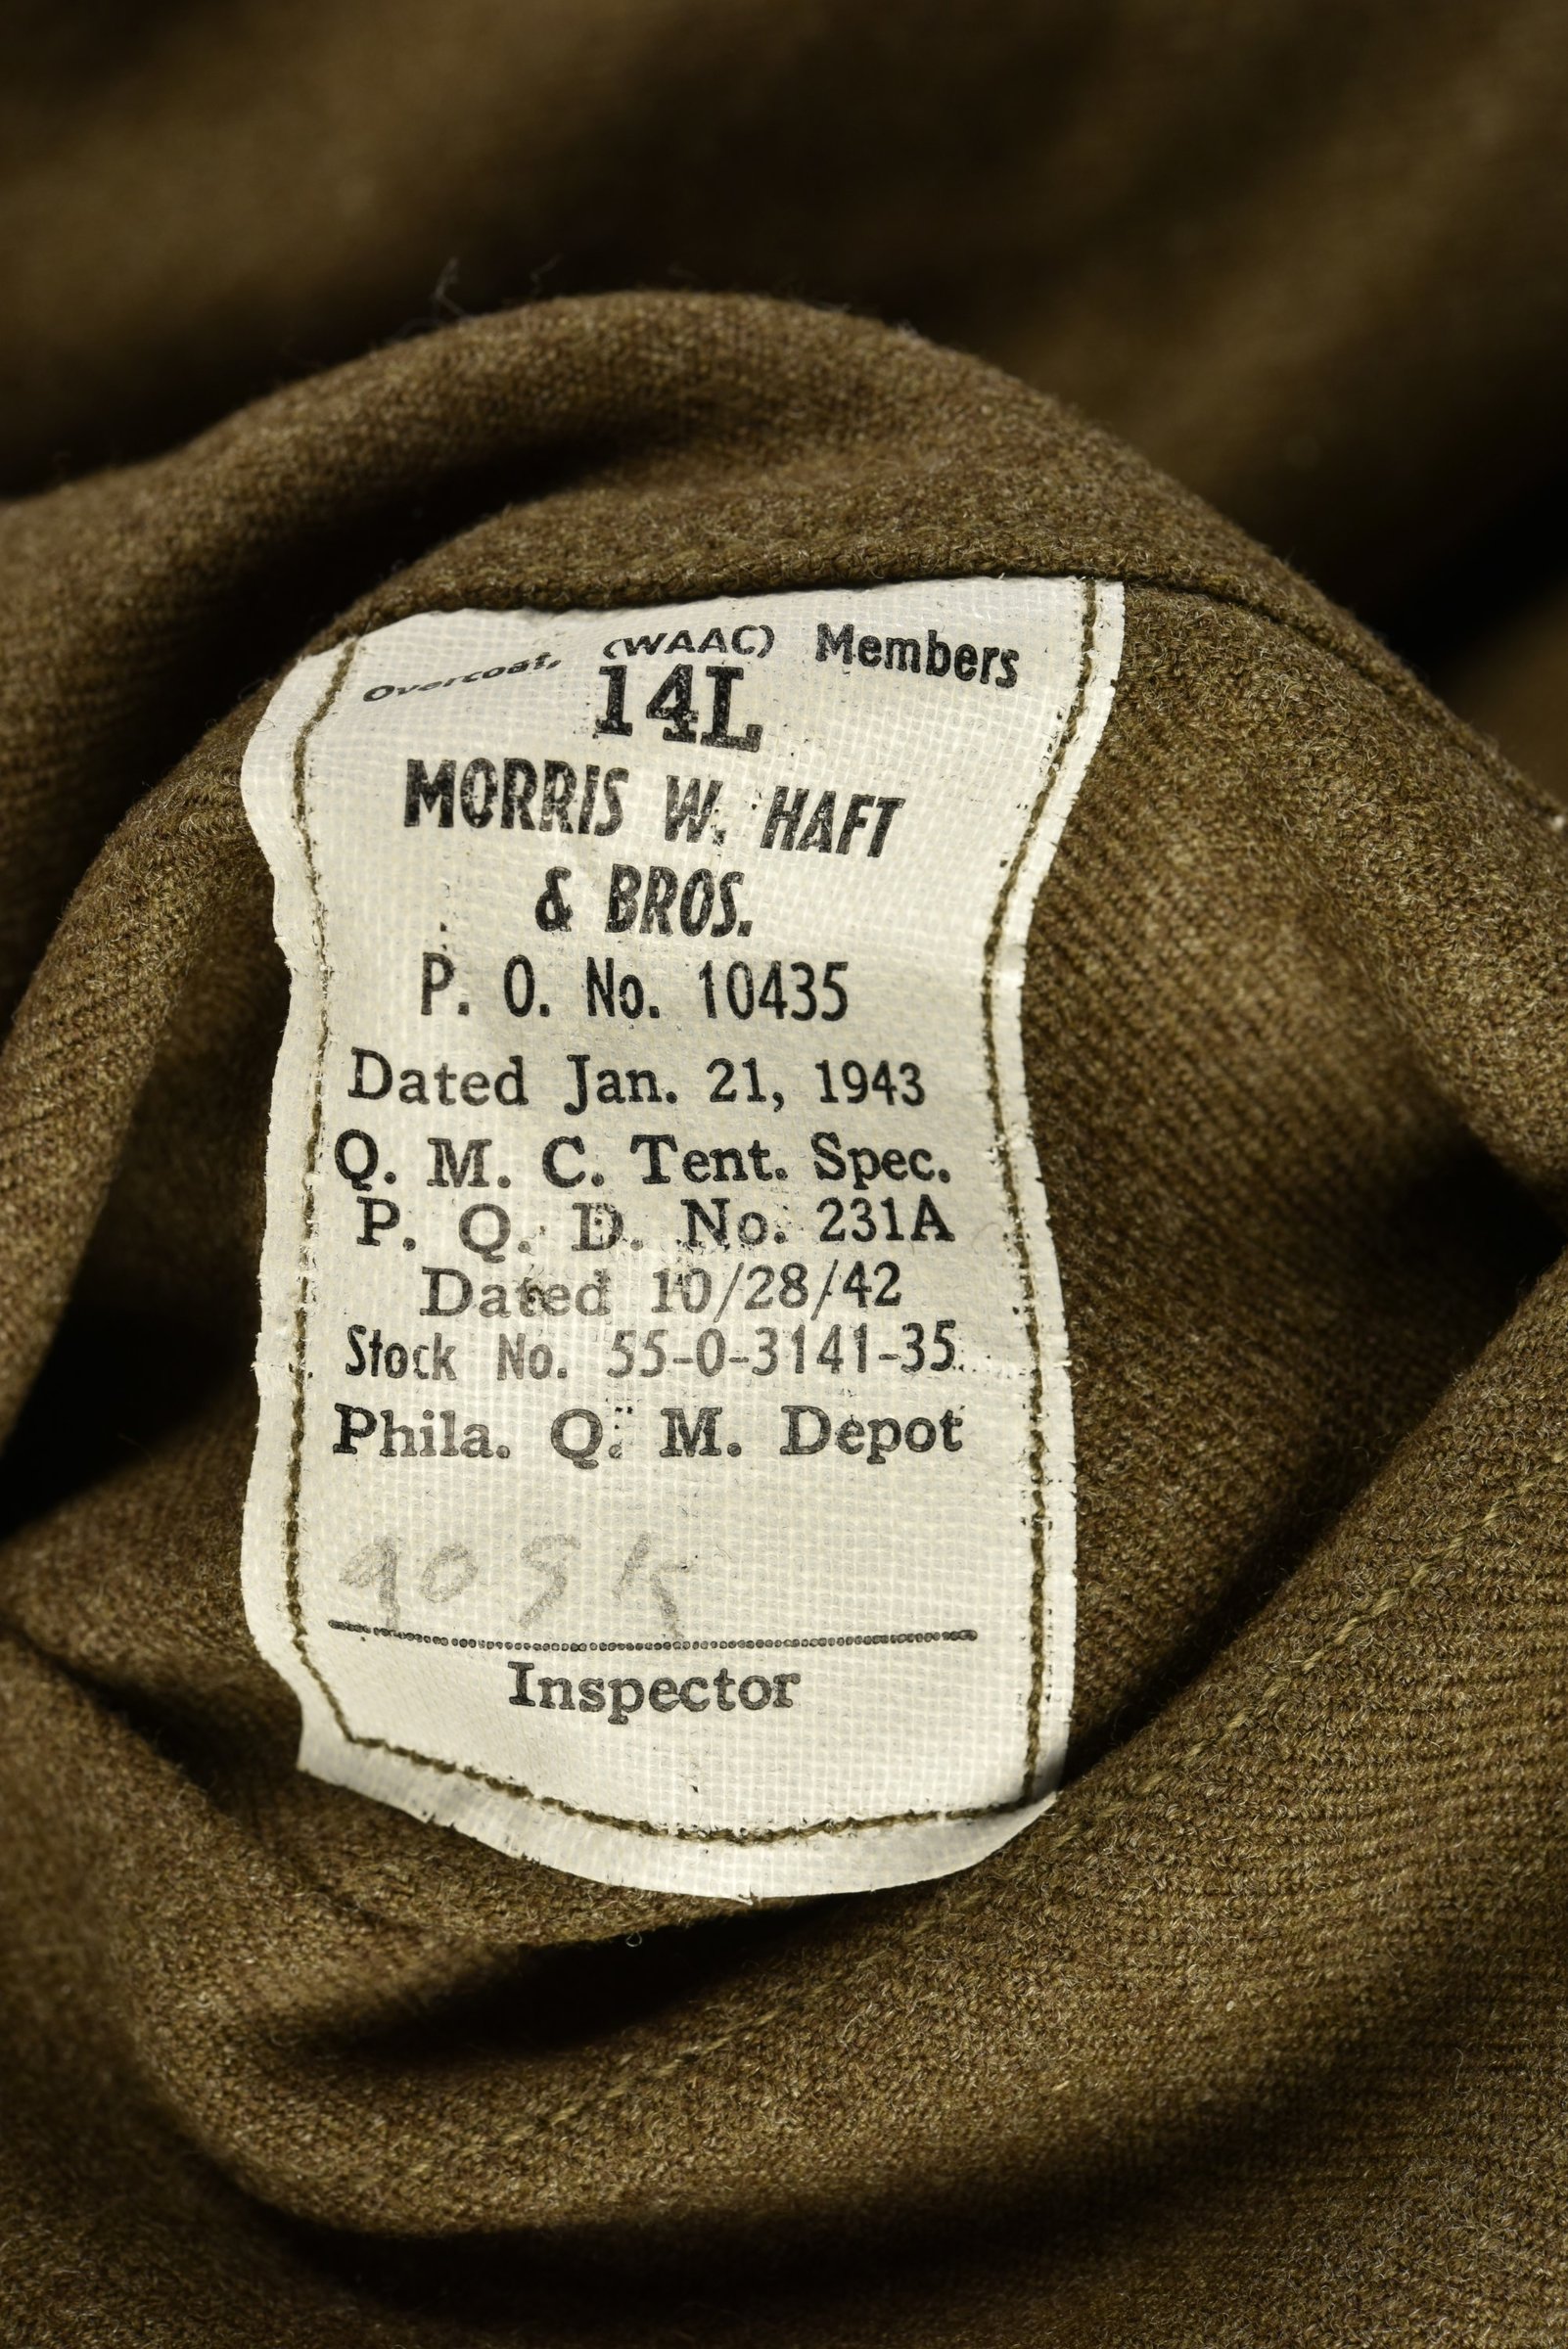 Overcoat, (WAAC) Members
14L
MORRIS W. HAFT
& BROS.
P. O. No. 10435
Dated Jan. 21, 1943
Q. M. C. Tent. Spec.
P. Q. D. No. 231A
Dated 10/28/42
Stock No. 55-0-3141-35
Phila. Q. M. Depot
Inspector